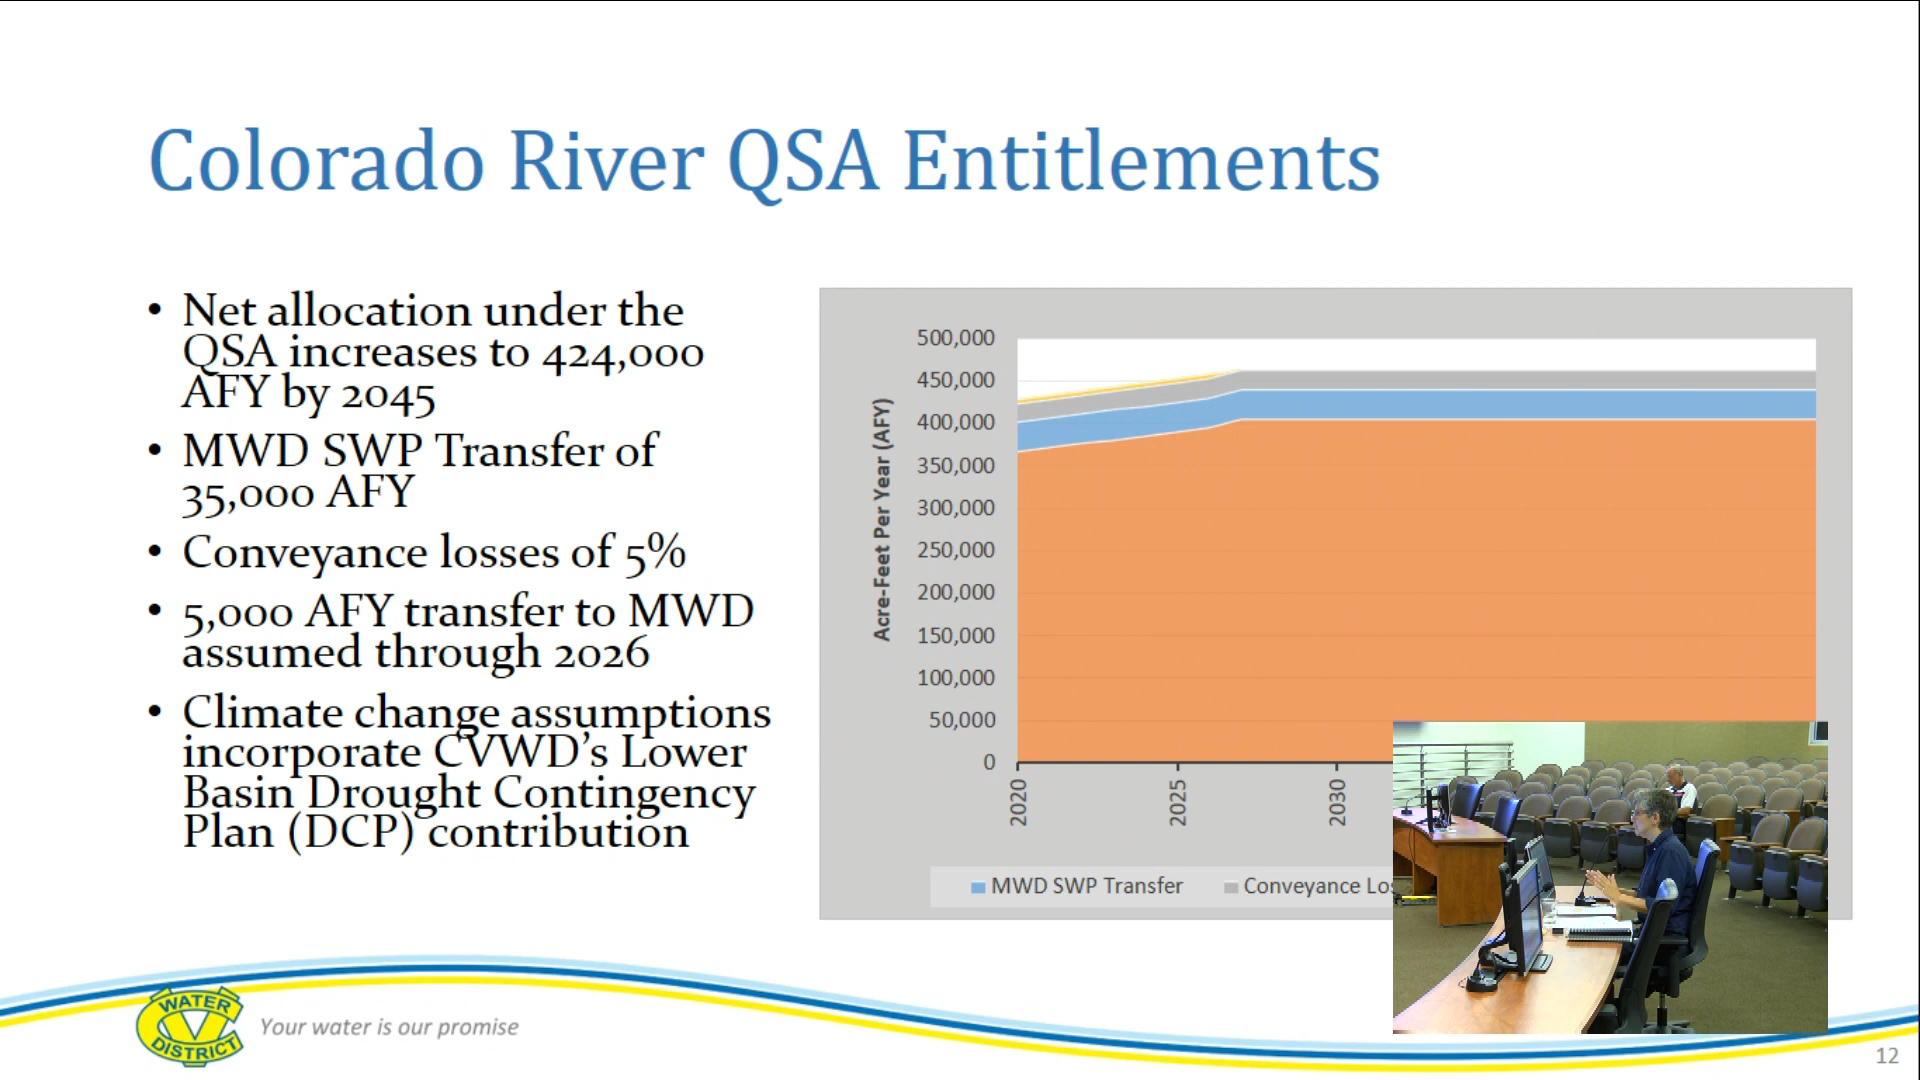 Colorado River QSA Entitlements
• Net allocation under the
QSA increases to 424,000
AFY by 2045
• MWD SWP Transfer of
35,000 AFY
• Conveyance losses of 5%
• 5,000 AFY transfer to MWD
assumed through 2026
• Climate change assumptions
incorporate CVWD’s Lower
Basin Drought Contingency
Plan (DCP) contribution
Acre-Feet Per Year (AFY)
500,000
450,000
400,000
350,000
300,000
250,000
200,000
150,000
100,000
50,000
0
2020
2025
2030
MWD SWP Transfer
Conveyance Los
WATER
CV
DISTRICT
Your water is our promise
12